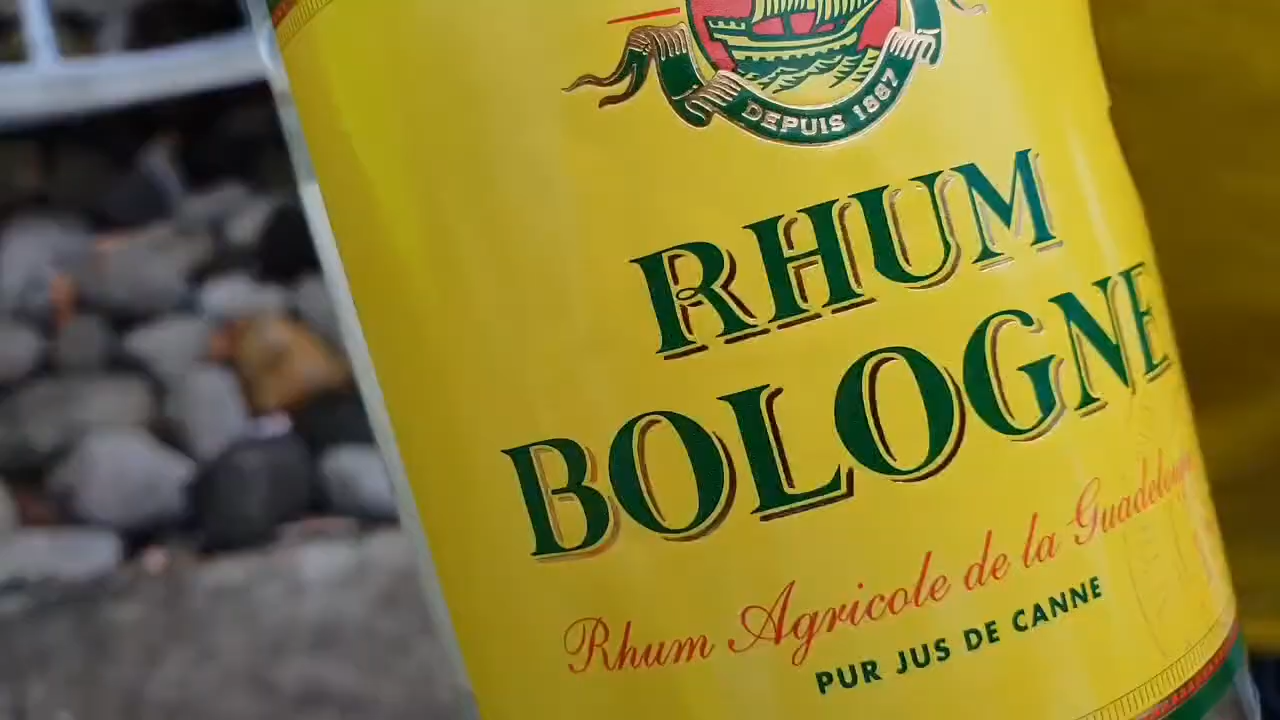 DEPUIS 1887
RHUM
BOLOGNE
Rhum Agricole de la Guadeloupe
PUR JUS DE CANNE